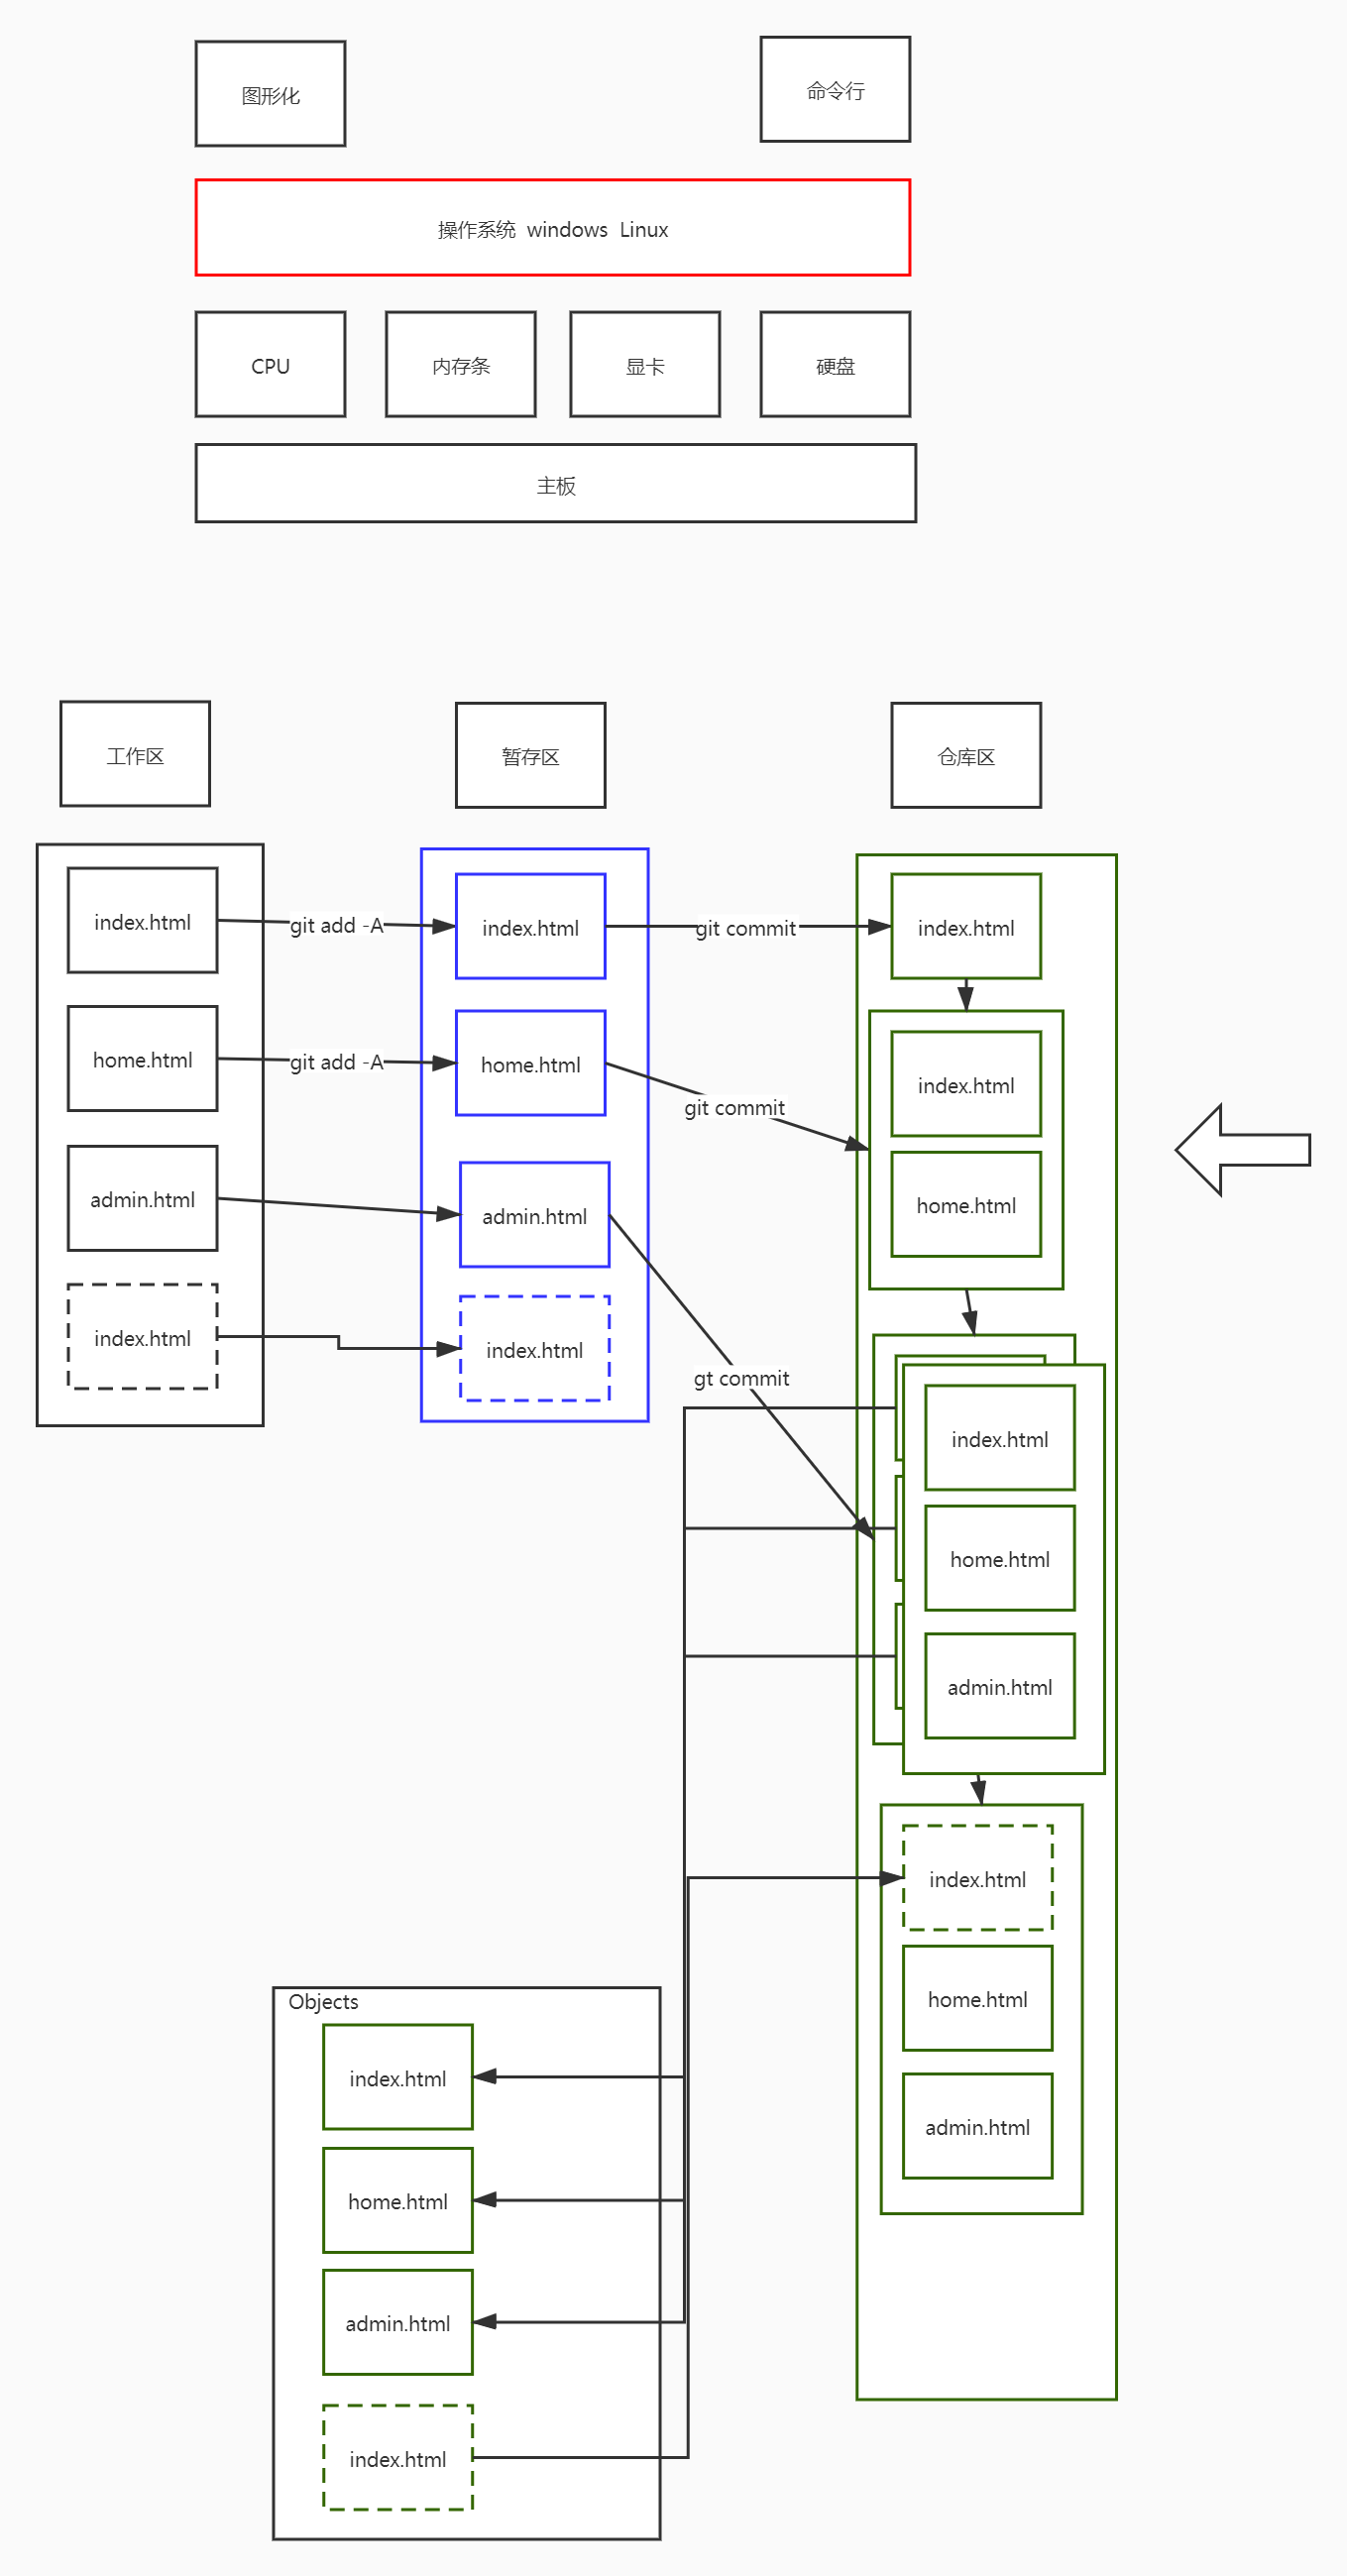 图形化
命令行
操作系统 windows Linux
CPU
内存条
显卡
硬盘
主板
工作区
暂存区
仓库区
index.html
git add -A
index.html
git commit
index.html
home.html
git add -A
home.html
git commit
index.html
home.html
admin.html
admin.html
index.html
index.html
gt commit
index.html
home.html
admin.html
index.html
home.html
admin.html
Objects
index.html
home.html
admin.html
index.html